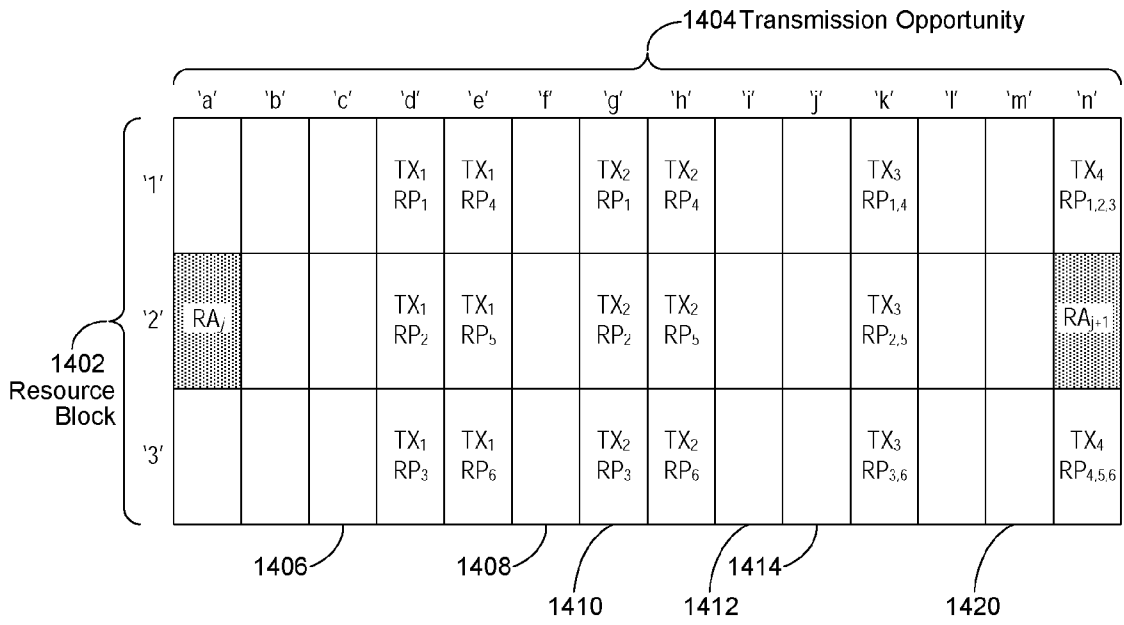 1404 Transmission Opportunity
'a' 'b' 'c' 'd' 'e' 'f' 'g' 'h' 'i' 'j' 'k' 'l' 'm' 'n'
'1' TX₁ TX₁ TX₂ TX₂ TX₃ TX₄
RP₁ RP₄ RP₁ RP₄ RP₁,₄ RP₁,₂,₃
'2' RAⱼ TX₁ TX₁ TX₂ TX₂ TX₃ RAⱼ₊₁
RP₂ RP₅ RP₂ RP₅ RP₂,₅
1402
Resource
Block
'3' TX₁ TX₁ TX₂ TX₂ TX₃ TX₄
RP₃ RP₆ RP₃ RP₆ RP₃,₆ RP₄,₅,₆
1406 1408 1414
1410 1412 1420